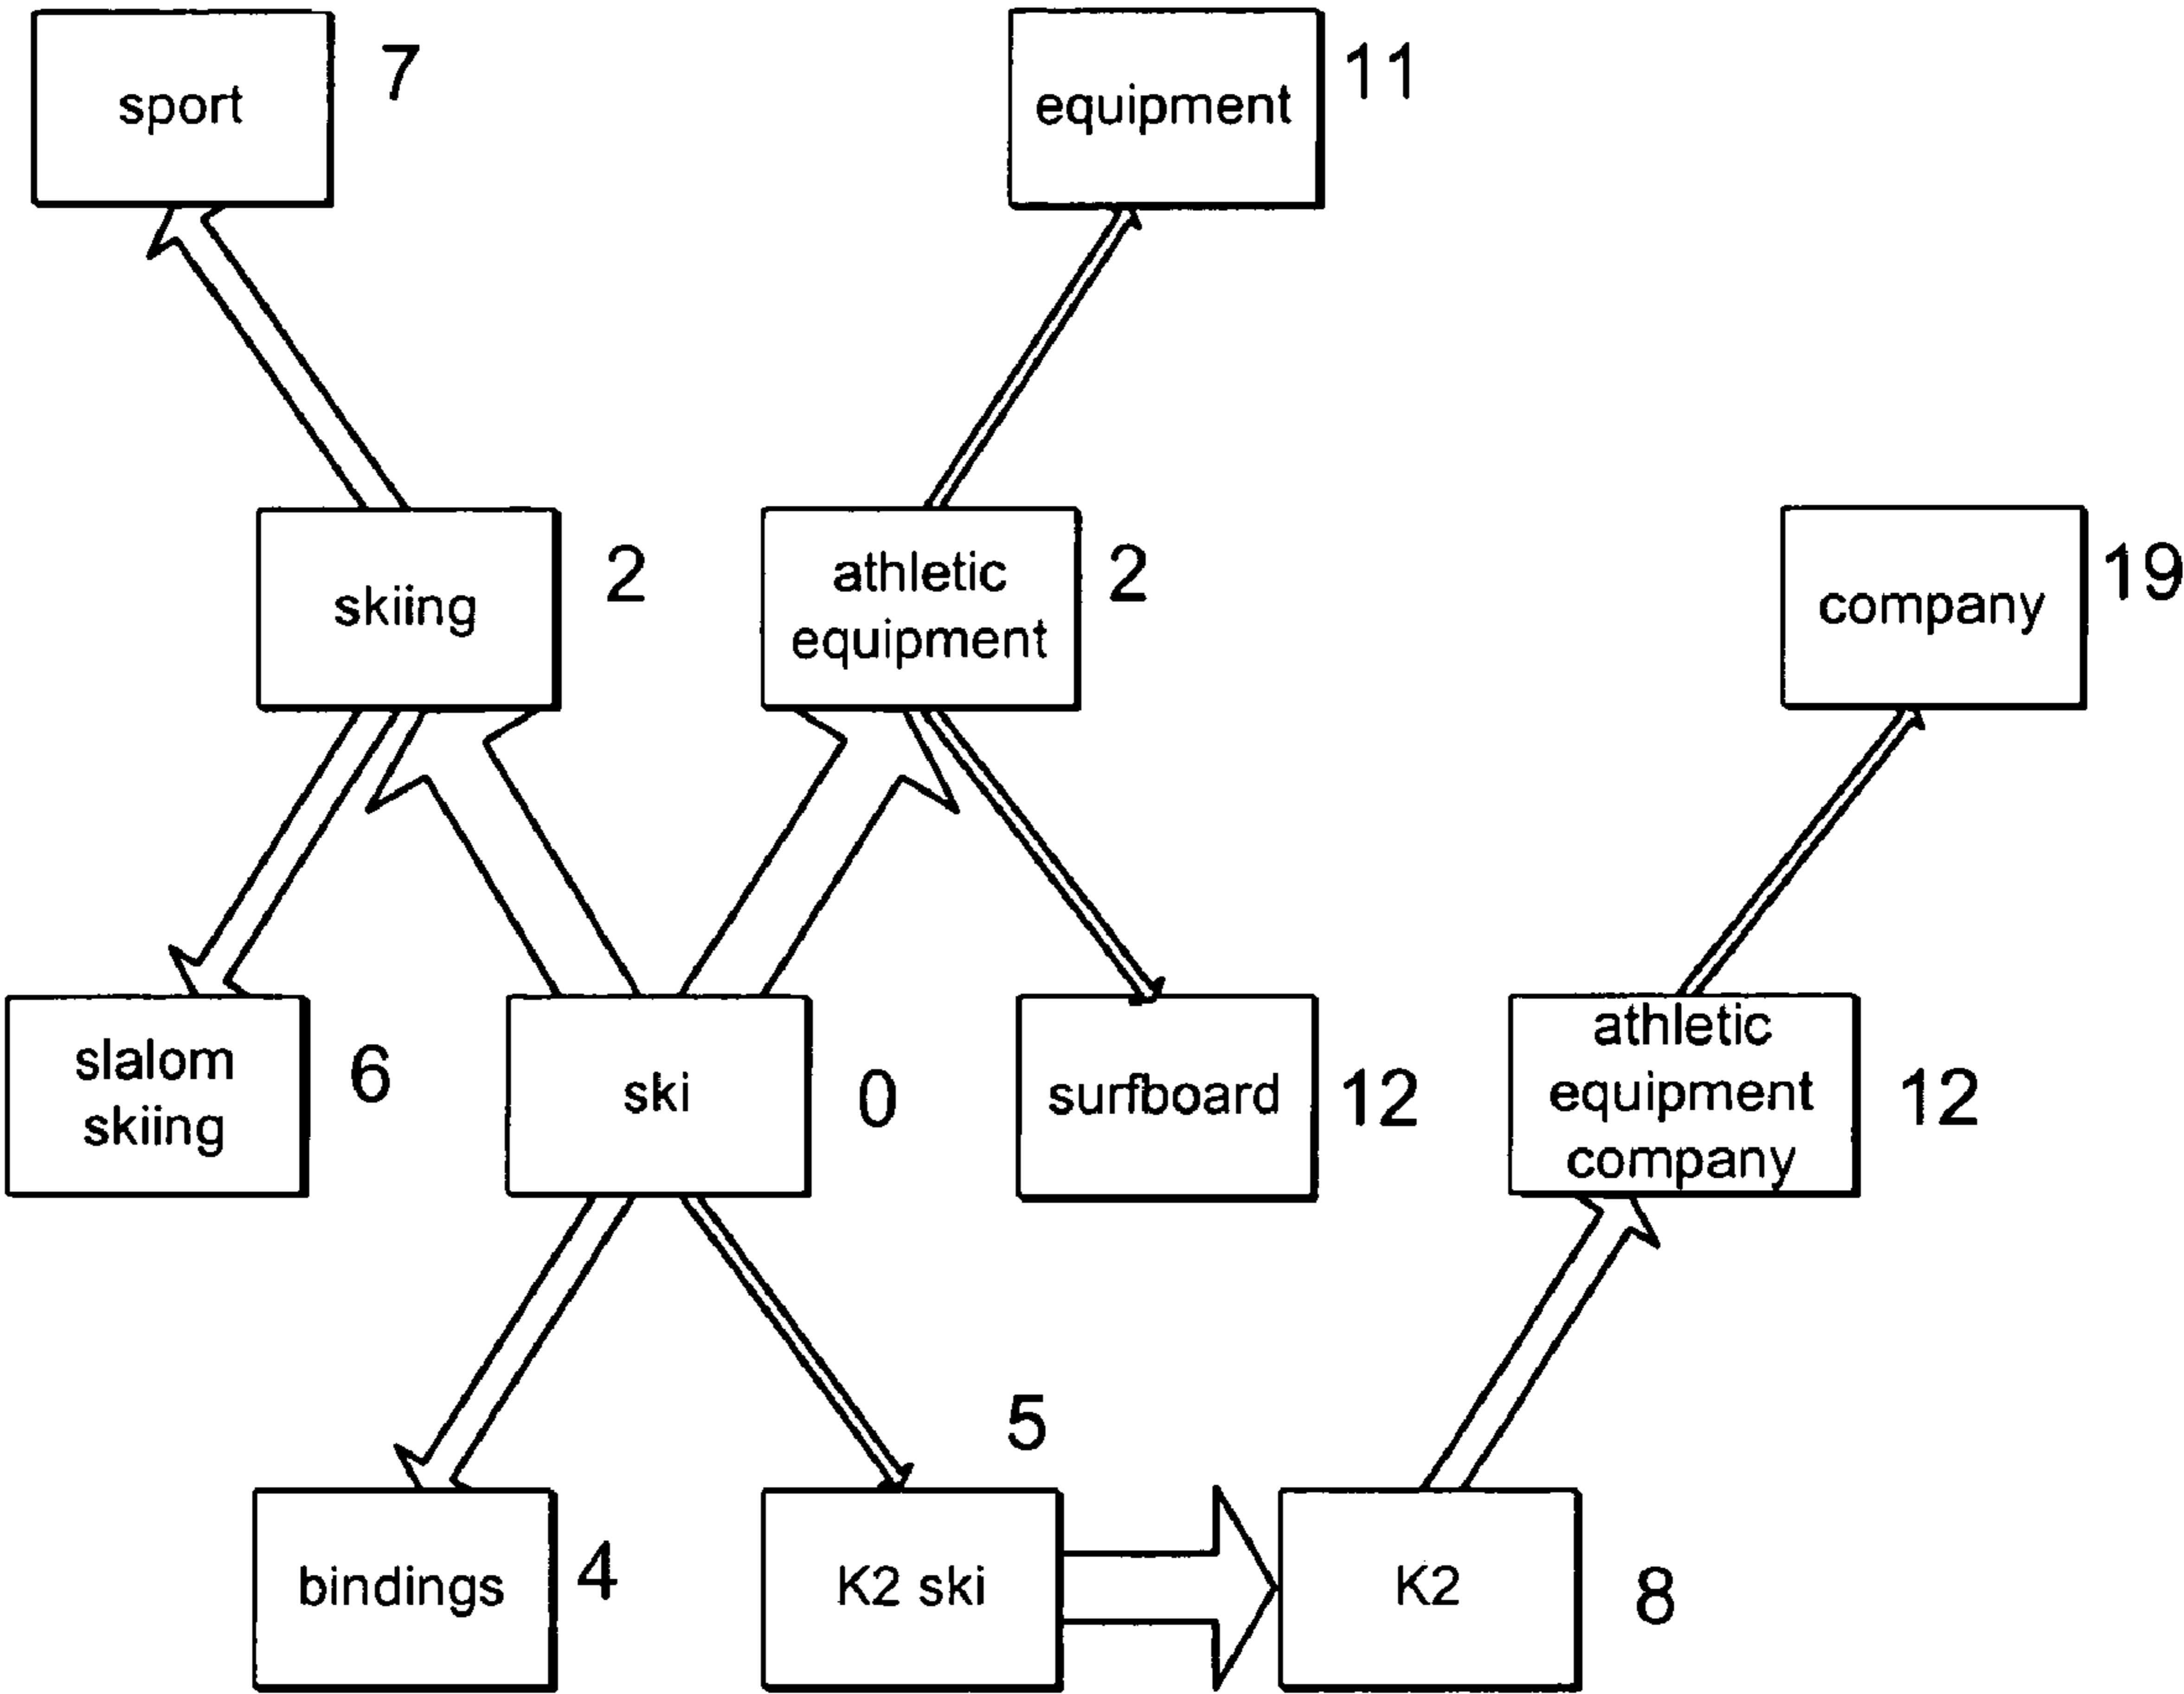 sport
7
equipment
11
skiing
2
athletic
equipment
2
company
19
slalom
skiing
6
ski
0
surfboard
12
athletic
equipment
company
12
bindings
4
K2 ski
5
K2
8